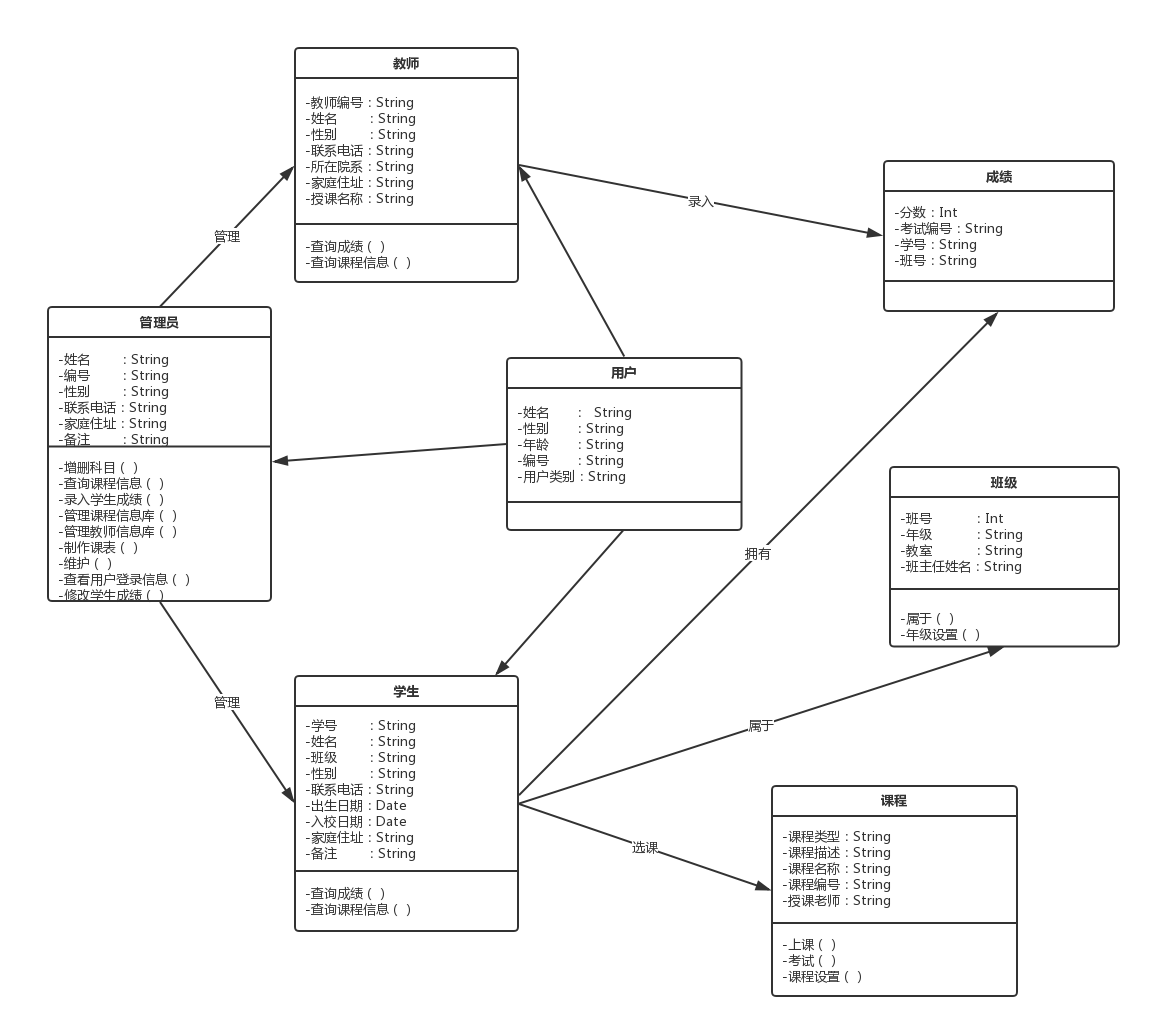 教师
-教师编号 : String
-姓名 : String
-性别 : String
-联系电话 : String
-所在院系 : String
-家庭住址 : String
-授课名称 : String
-查询成绩 ( )
-查询课程信息 ( )
录入
成绩
-分数 : Int
-考试编号 : String
-学号 : String
-班号 : String
管理
管理员
-姓名 : String
-编号 : String
-性别 : String
-联系电话 : String
-家庭住址 : String
-备注 : String
-增删科目 ( )
-查询课程信息 ( )
-录入学生成绩 ( )
-管理课程信息库 ( )
-管理教师信息库 ( )
-制作课表 ( )
-维护 ( )
-查看用户登录信息 ( )
-修改学生成绩 ( )
用户
-姓名 : String
-性别 : String
-年龄 : String
-编号 : String
-用户类别 : String
拥有
班级
-班号 : Int
-年级 : String
-教室 : String
-班主任姓名 : String
-属于 ( )
-年级设置 ( )
管理
学生
-学号 : String
-姓名 : String
-班级 : String
-性别 : String
-联系电话 : String
-出生日期 : Date
-入校日期 : Date
-家庭住址 : String
-备注 : String
-查询成绩 ( )
-查询课程信息 ( )
属于
选课
课程
-课程类型 : String
-课程描述 : String
-课程名称 : String
-课程编号 : String
-授课老师 : String
-上课 ( )
-考试 ( )
-课程设置 ( )